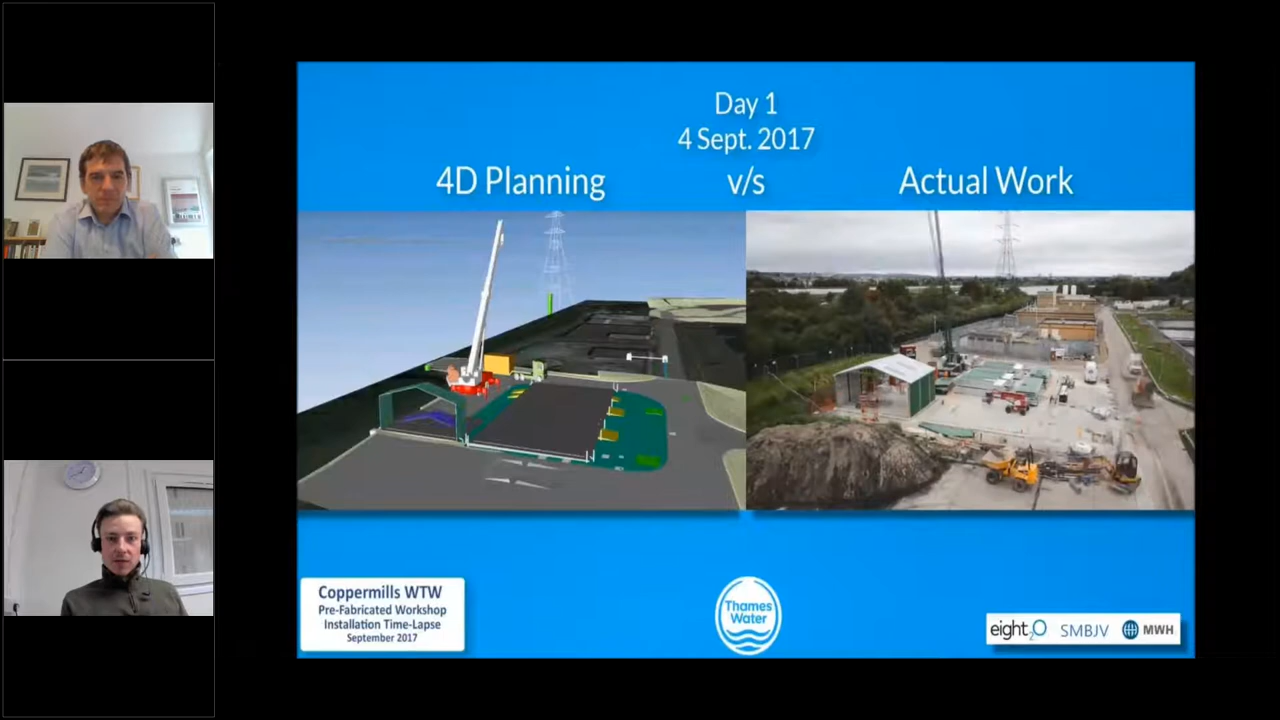 Day 1
4 Sept. 2017
4D Planning
v/s
Actual Work
Coppermills WTW
Pre-Fabricated Workshop
Installation Time-Lapse
September 2017
Thames
Water
eight2O
SMBJV
MWH